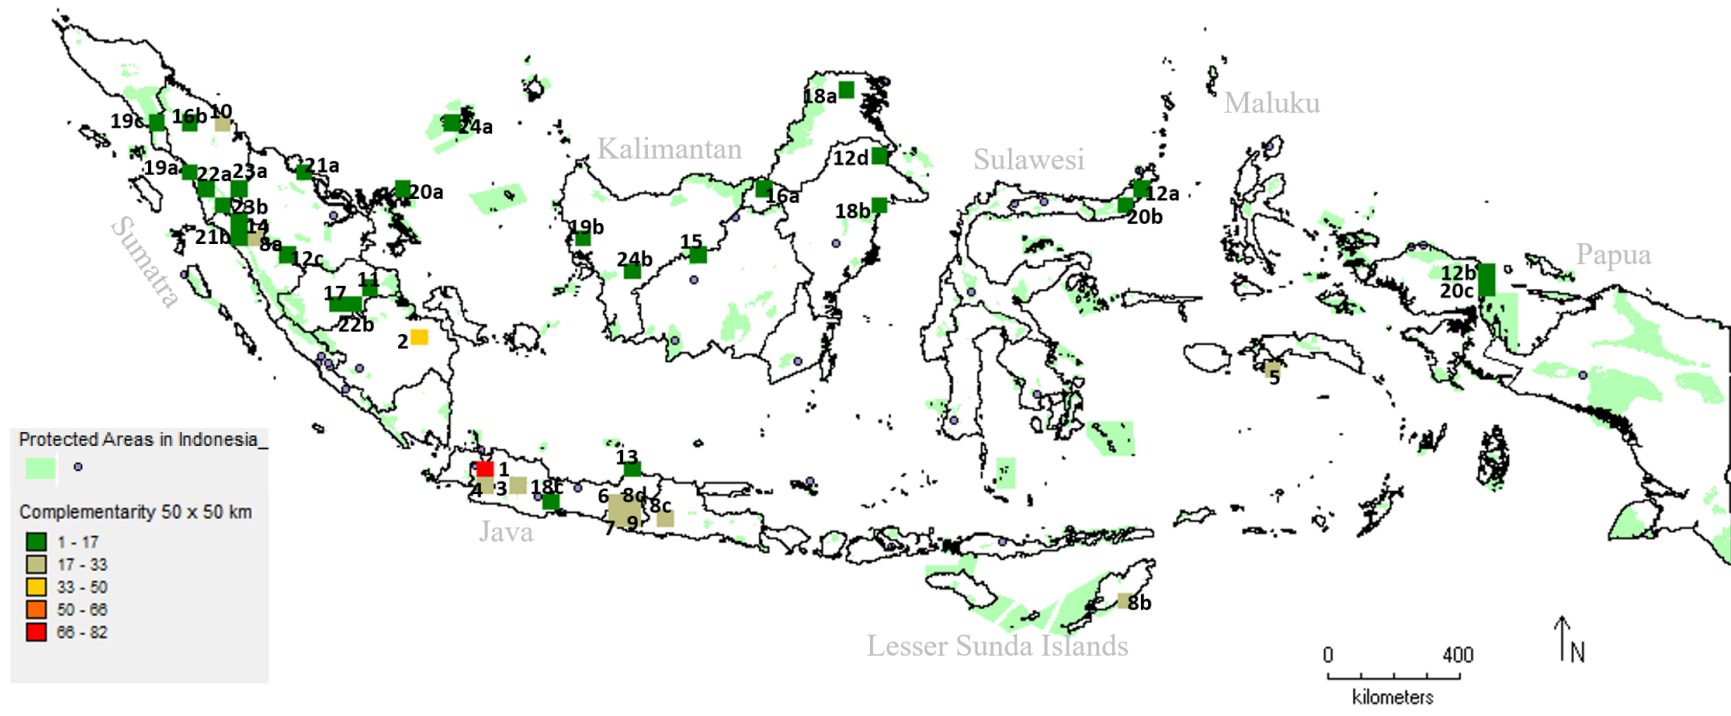 18a
Maluku
19c
16b
10
24a
Kalimantan
12d
Sulawesi
19a
22a
23a
21a
20a
16a
12a
23b
18b
20b
14
21b
8a
19b
15
Papua
Sumatra
12c
24b
11
12b
17
20c
22b
2
5
Protected Areas in Indonesia_
1
13
4
3
18c
6
8d
8c
Complementarity 50 x 50 km
7
9
Java
1 - 17
17 - 33
33 - 50
50 - 66
66 - 82
8b
Lesser Sunda Islands
N
0
400
kilometers